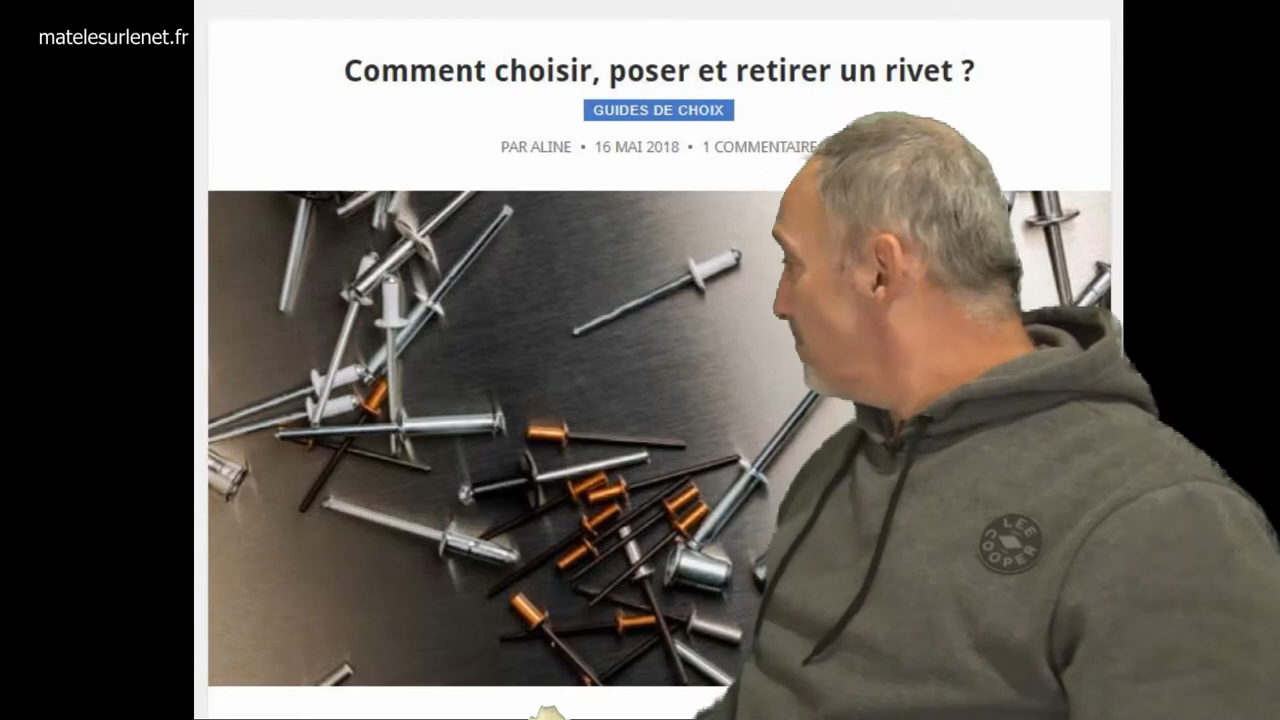 matelesurlenet.fr
Comment choisir, poser et retirer un rivet ?
GUIDES DE CHOIX
PAR ALINE ▪ 16 MAI 2018 ▪ 1 COMMENTAIRE
LEE
COOPER